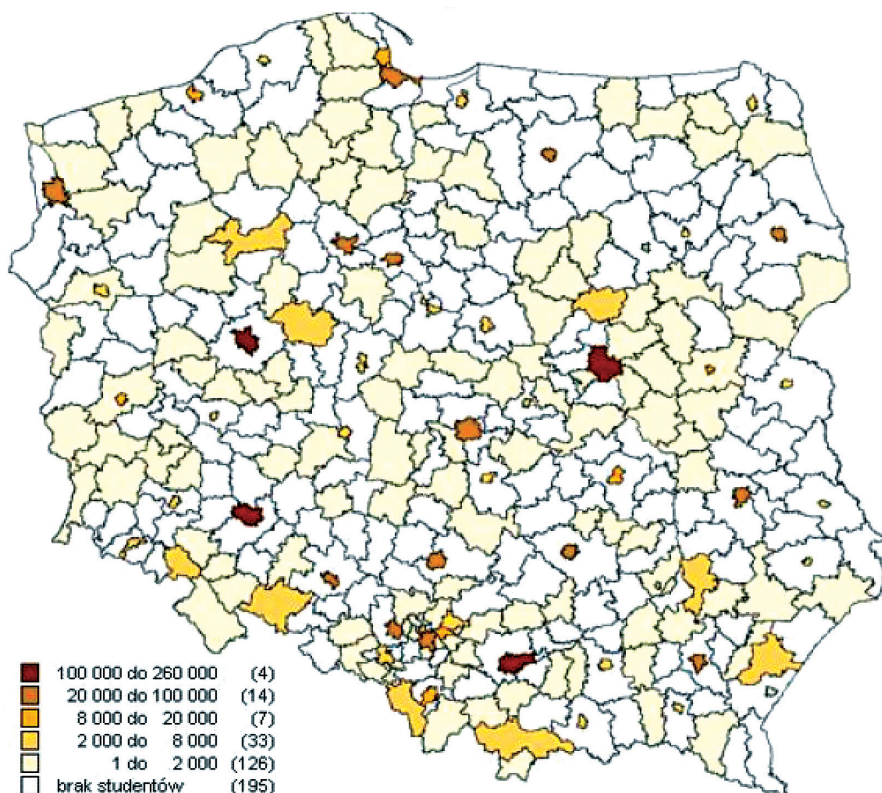 100 000 do 260 000 (4)
20 000 do 100 000 (14)
8 000 do 20 000 (7)
2 000 do 8 000 (33)
1 do 2 000 (126)
brak studentów (195)